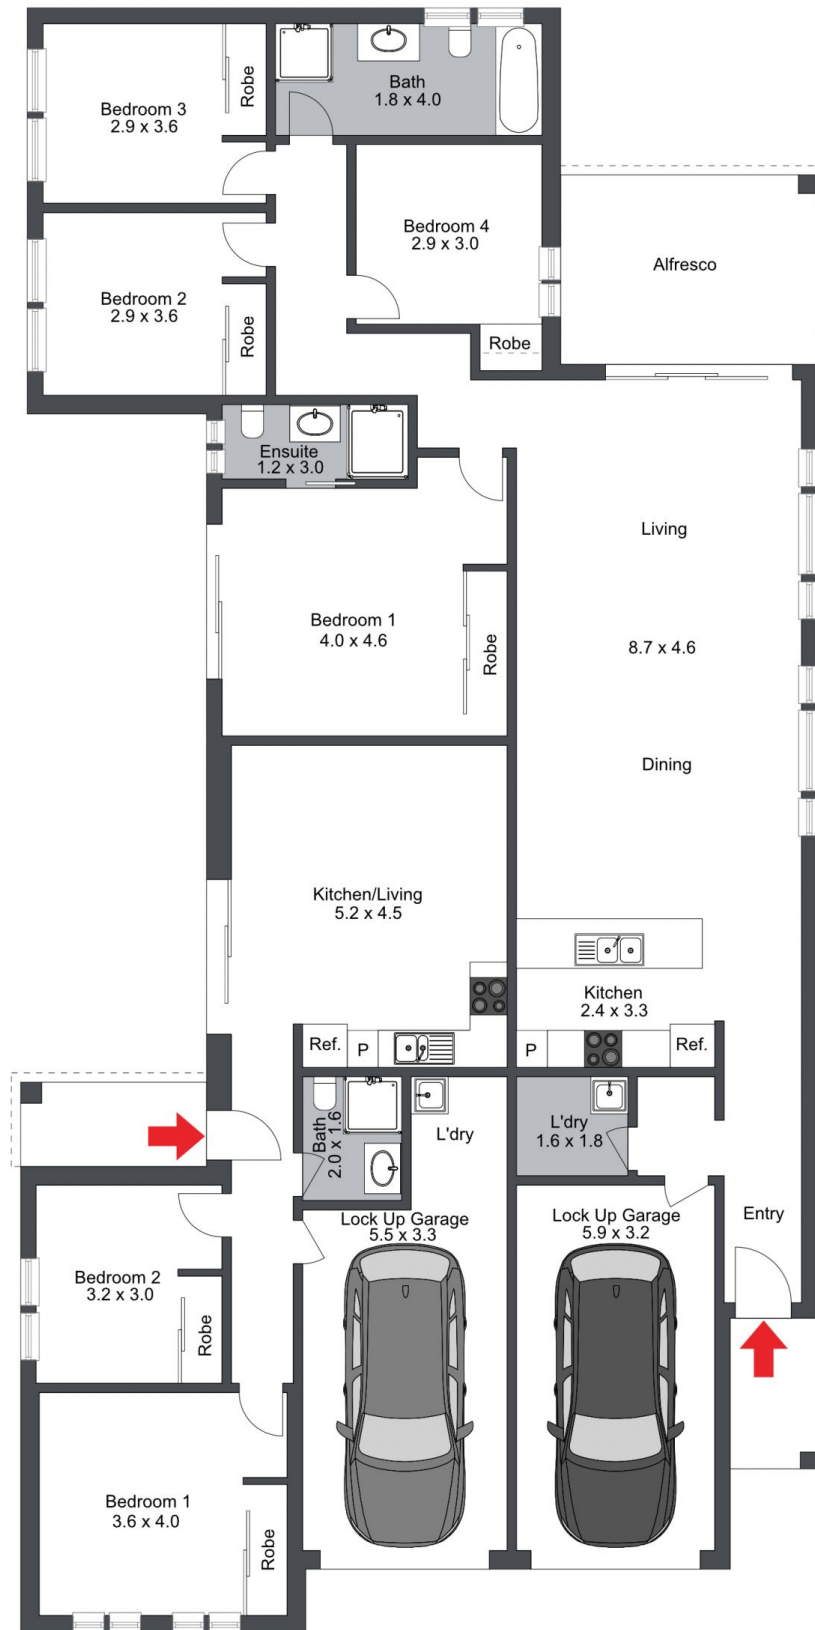 Bedroom 3
2.9 x 3.6
Robe
Bath
1.8 x 4.0
Bedroom 2
2.9 x 3.6
Robe
Bedroom 4
2.9 x 3.0
Robe
Alfresco
Ensuite
1.2 x 3.0
Bedroom 1
4.0 x 4.6
Robe
Living
8.7 x 4.6
Dining
Kitchen/Living
5.2 x 4.5
Ref.
P
Kitchen
2.4 x 3.3
P
Ref.
Bath
2.0 x 1.6
L'dry
L'dry
1.6 x 1.8
Lock Up Garage
5.5 x 3.3
Lock Up Garage
5.9 x 3.2
Entry
Bedroom 2
3.2 x 3.0
Robe
Bedroom 1
3.6 x 4.0
Robe